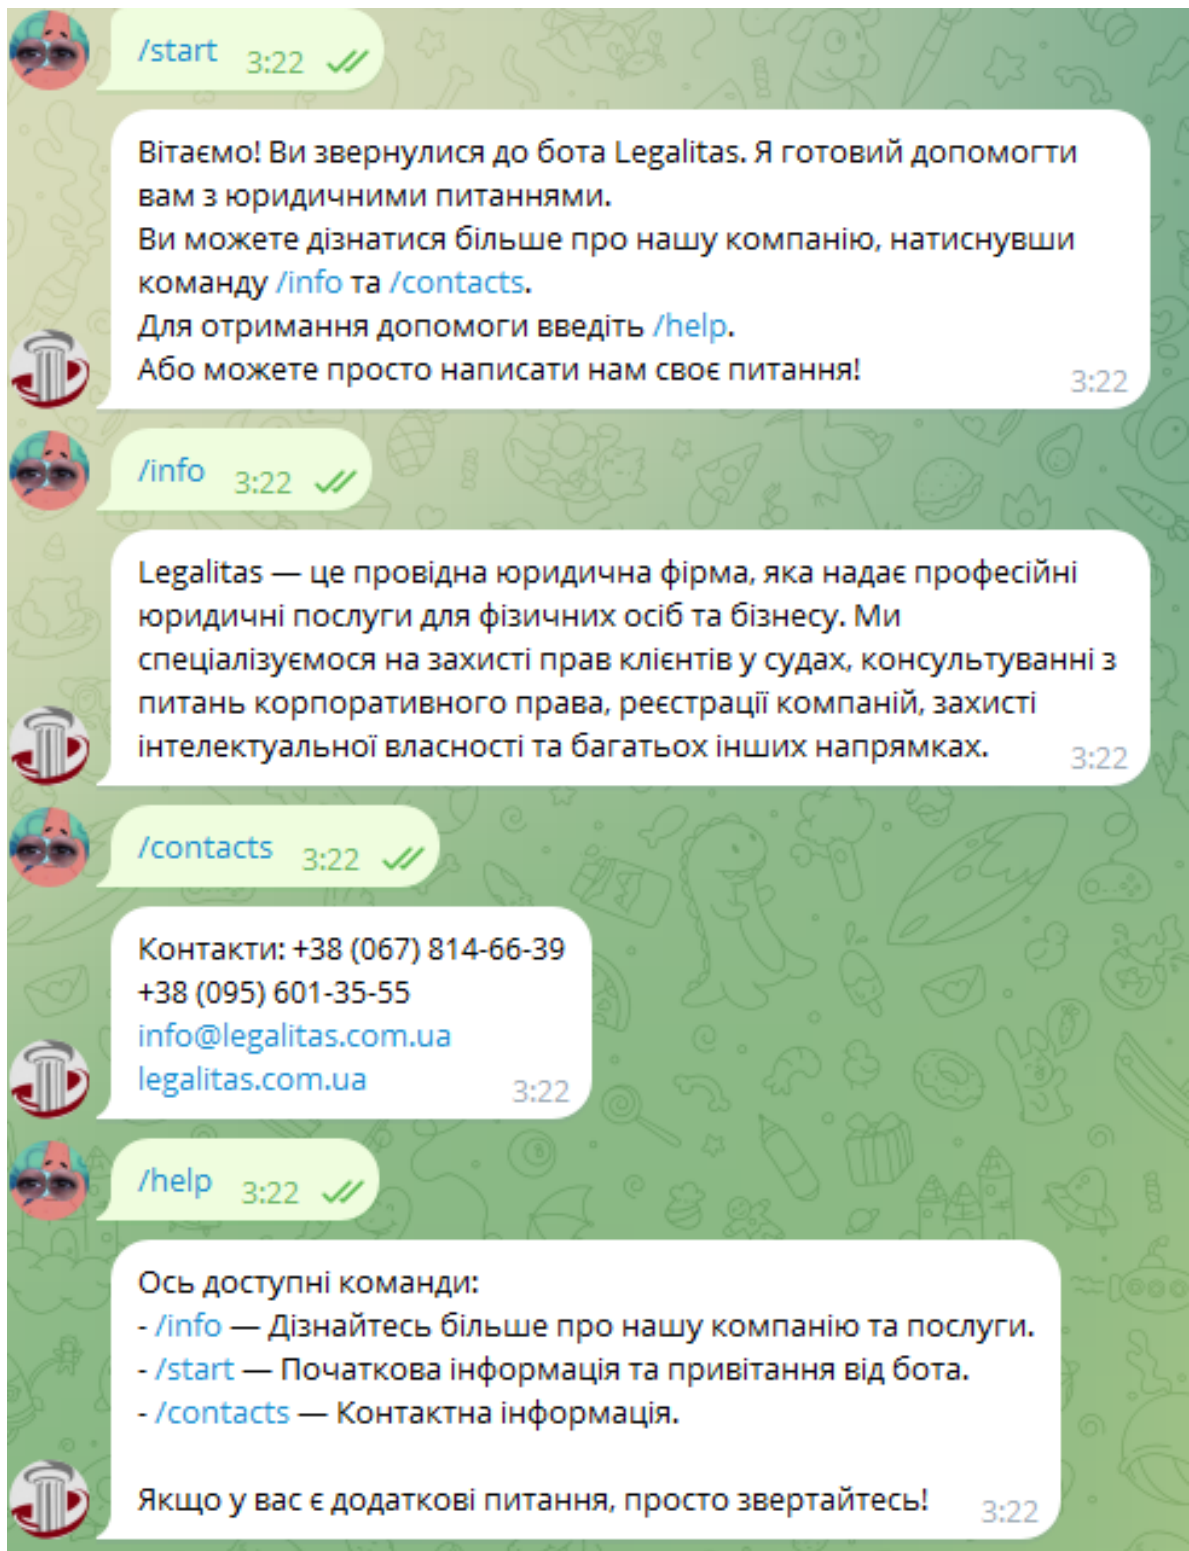 /start 3:22
Вітаємо! Ви звернулися до бота Legalitas. Я готовий допомогти
вам з юридичними питаннями.
Ви можете дізнатися більше про нашу компанію, натиснувши
команду /info та /contacts.
Для отримання допомоги введіть /help.
Або можете просто написати нам своє питання! 3:22
/info 3:22
Legalitas — це провідна юридична фірма, яка надає професійні
юридичні послуги для фізичних осіб та бізнесу. Ми
спеціалізуємося на захисті прав клієнтів у судах, консультуванні з
питань корпоративного права, реєстрації компаній, захисті
інтелектуальної власності та багатьох інших напрямках. 3:22
/contacts 3:22
Контакти: +38 (067) 814-66-39
+38 (095) 601-35-55
info@legalitas.com.ua
legalitas.com.ua 3:22
/help 3:22
Ось доступні команди:
- /info — Дізнайтесь більше про нашу компанію та послуги.
- /start — Початкова інформація та привітання від бота.
- /contacts — Контактна інформація.
Якщо у вас є додаткові питання, просто звертайтесь! 3:22